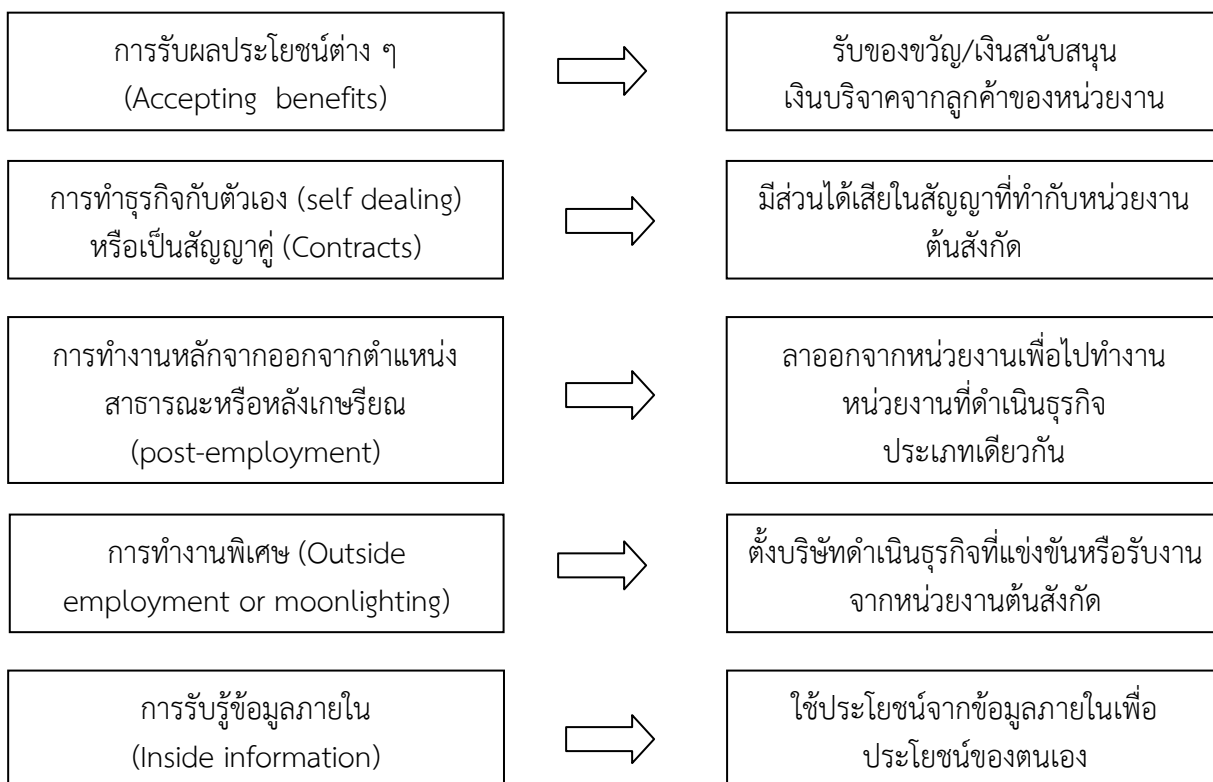 การรับผลประโยชน์ต่าง ๆ
(Accepting benefits)
รับของขวัญ/เงินสนับสนุน
เงินบริจาคจากลูกค้าของหน่วยงาน
การทำธุรกิจกับตัวเอง (self dealing)
หรือเป็นสัญญาคู่ (Contracts)
มีส่วนได้เสียในสัญญาที่ทำกับหน่วยงาน
ต้นสังกัด
การทำงานหลักจากออกจากตำแหน่ง
สาธารณะหรือหลังเกษรียณ
(post-employment)
ลาออกจากหน่วยงานเพื่อไปทำงาน
หน่วยงานที่ดำเนินธุรกิจ
ประเภทเดียวกัน
การทำงานพิเศษ (Outside
employment or moonlighting)
ตั้งบริษัทดำเนินธุรกิจที่แข่งขันหรือรับงาน
จากหน่วยงานต้นสังกัด
การรับรู้ข้อมูลภายใน
(Inside information)
ใช้ประโยชน์จากข้อมูลภายในเพื่อ
ประโยชน์ของตนเอง